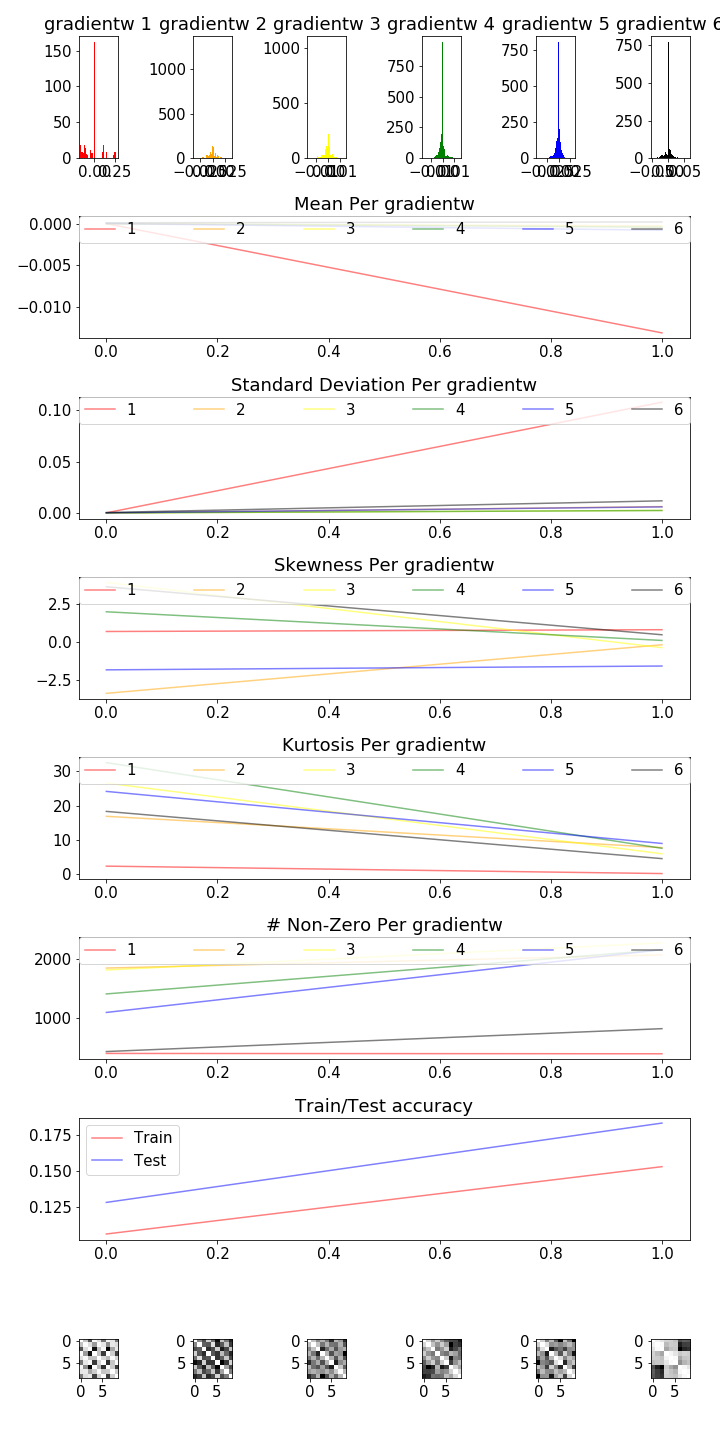 gradientw 1 gradientw 2 gradientw 3 gradientw 4 gradientw 5 gradientw 6
150
100
50
0
1000
500
0
1000
500
0
750
500
250
0
750
500
250
0
750
500
250
0
Mean Per gradientw
1 2 3 4 5 6
0.000
−0.005
−0.010
0.0 0.2 0.4 0.6 0.8 1.0
Standard Deviation Per gradientw
1 2 3 4 5 6
0.10
0.05
0.00
0.0 0.2 0.4 0.6 0.8 1.0
Skewness Per gradientw
1 2 3 4 5 6
2.5
0.0
−2.5
0.0 0.2 0.4 0.6 0.8 1.0
Kurtosis Per gradientw
1 2 3 4 5 6
30
20
10
0
0.0 0.2 0.4 0.6 0.8 1.0
# Non-Zero Per gradientw
1 2 3 4 5 6
2000
1000
0.0 0.2 0.4 0.6 0.8 1.0
Train/Test accuracy
Train
Test
0.175
0.150
0.125
0.0 0.2 0.4 0.6 0.8 1.0
0 0 0 0 0 0
5 5 5 5 5 5
0 5 0 5 0 5 0 5 0 5 0 5